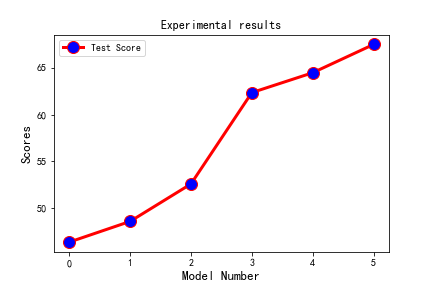 Experimental results
Test Score
Scores
65
60
55
50
0 1 2 3 4 5
Model Number